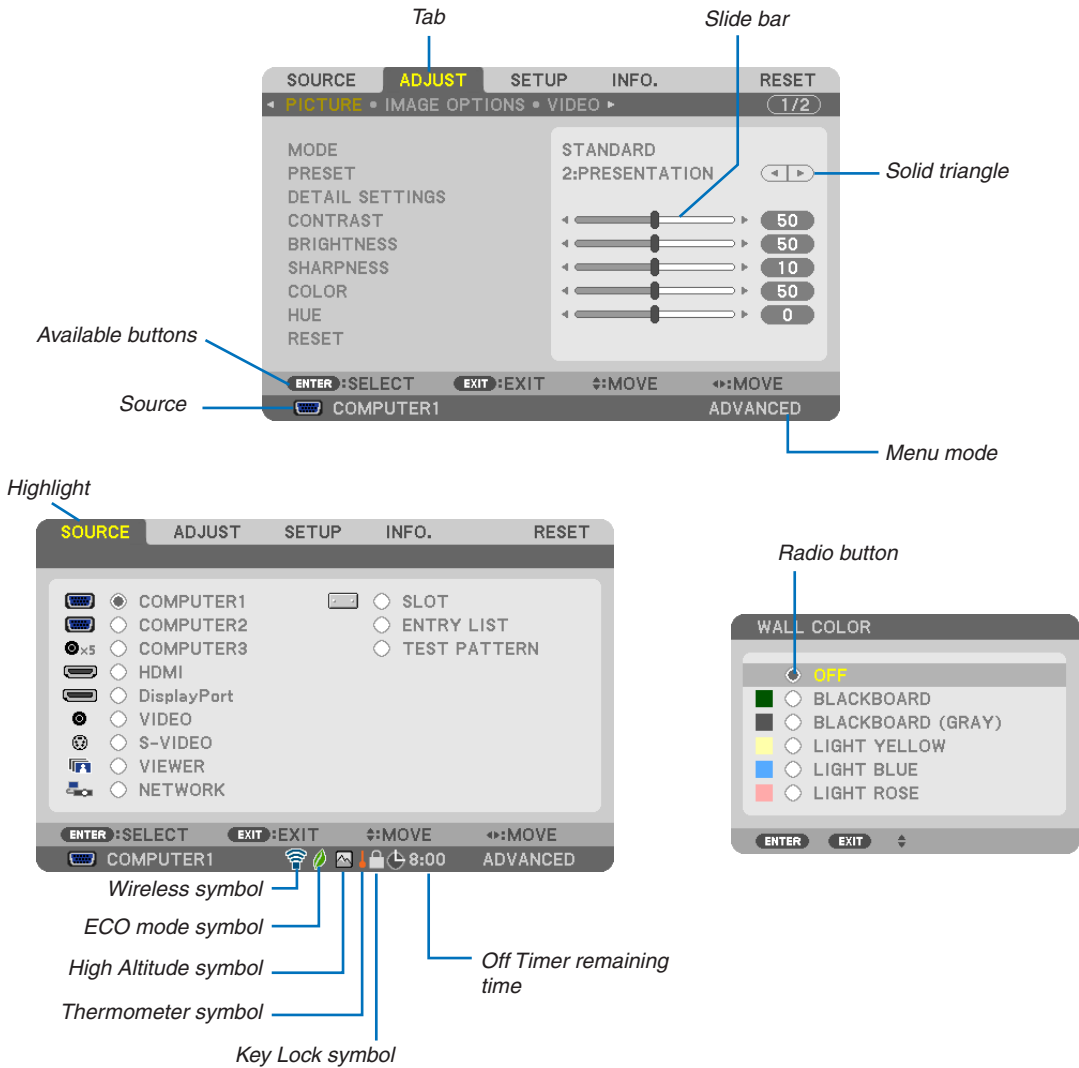 Tab
Slide bar
SOURCE ADJUST SETUP INFO. RESET
PICTURE • IMAGE OPTIONS • VIDEO 1/2
MODE STANDARD
PRESET 2:PRESENTATION
Solid triangle
DETAIL SETTINGS
CONTRAST 50
BRIGHTNESS 50
SHARPNESS 10
COLOR 50
HUE 0
RESET
Available buttons
ENTER :SELECT EXIT :EXIT :MOVE :MOVE
Source
COMPUTER1 ADVANCED
Menu mode
Highlight
SOURCE ADJUST SETUP INFO. RESET
COMPUTER1 SLOT
COMPUTER2 ENTRY LIST
×5 COMPUTER3 TEST PATTERN
HDMI
DisplayPort
VIDEO
S-VIDEO
VIEWER
NETWORK
ENTER :SELECT EXIT :EXIT :MOVE :MOVE
COMPUTER1 8:00 ADVANCED
Radio button
WALL COLOR
OFF
BLACKBOARD
BLACKBOARD (GRAY)
LIGHT YELLOW
LIGHT BLUE
LIGHT ROSE
ENTER EXIT
Wireless symbol
ECO mode symbol
High Altitude symbol
Thermometer symbol
Key Lock symbol
Off Timer remaining
time